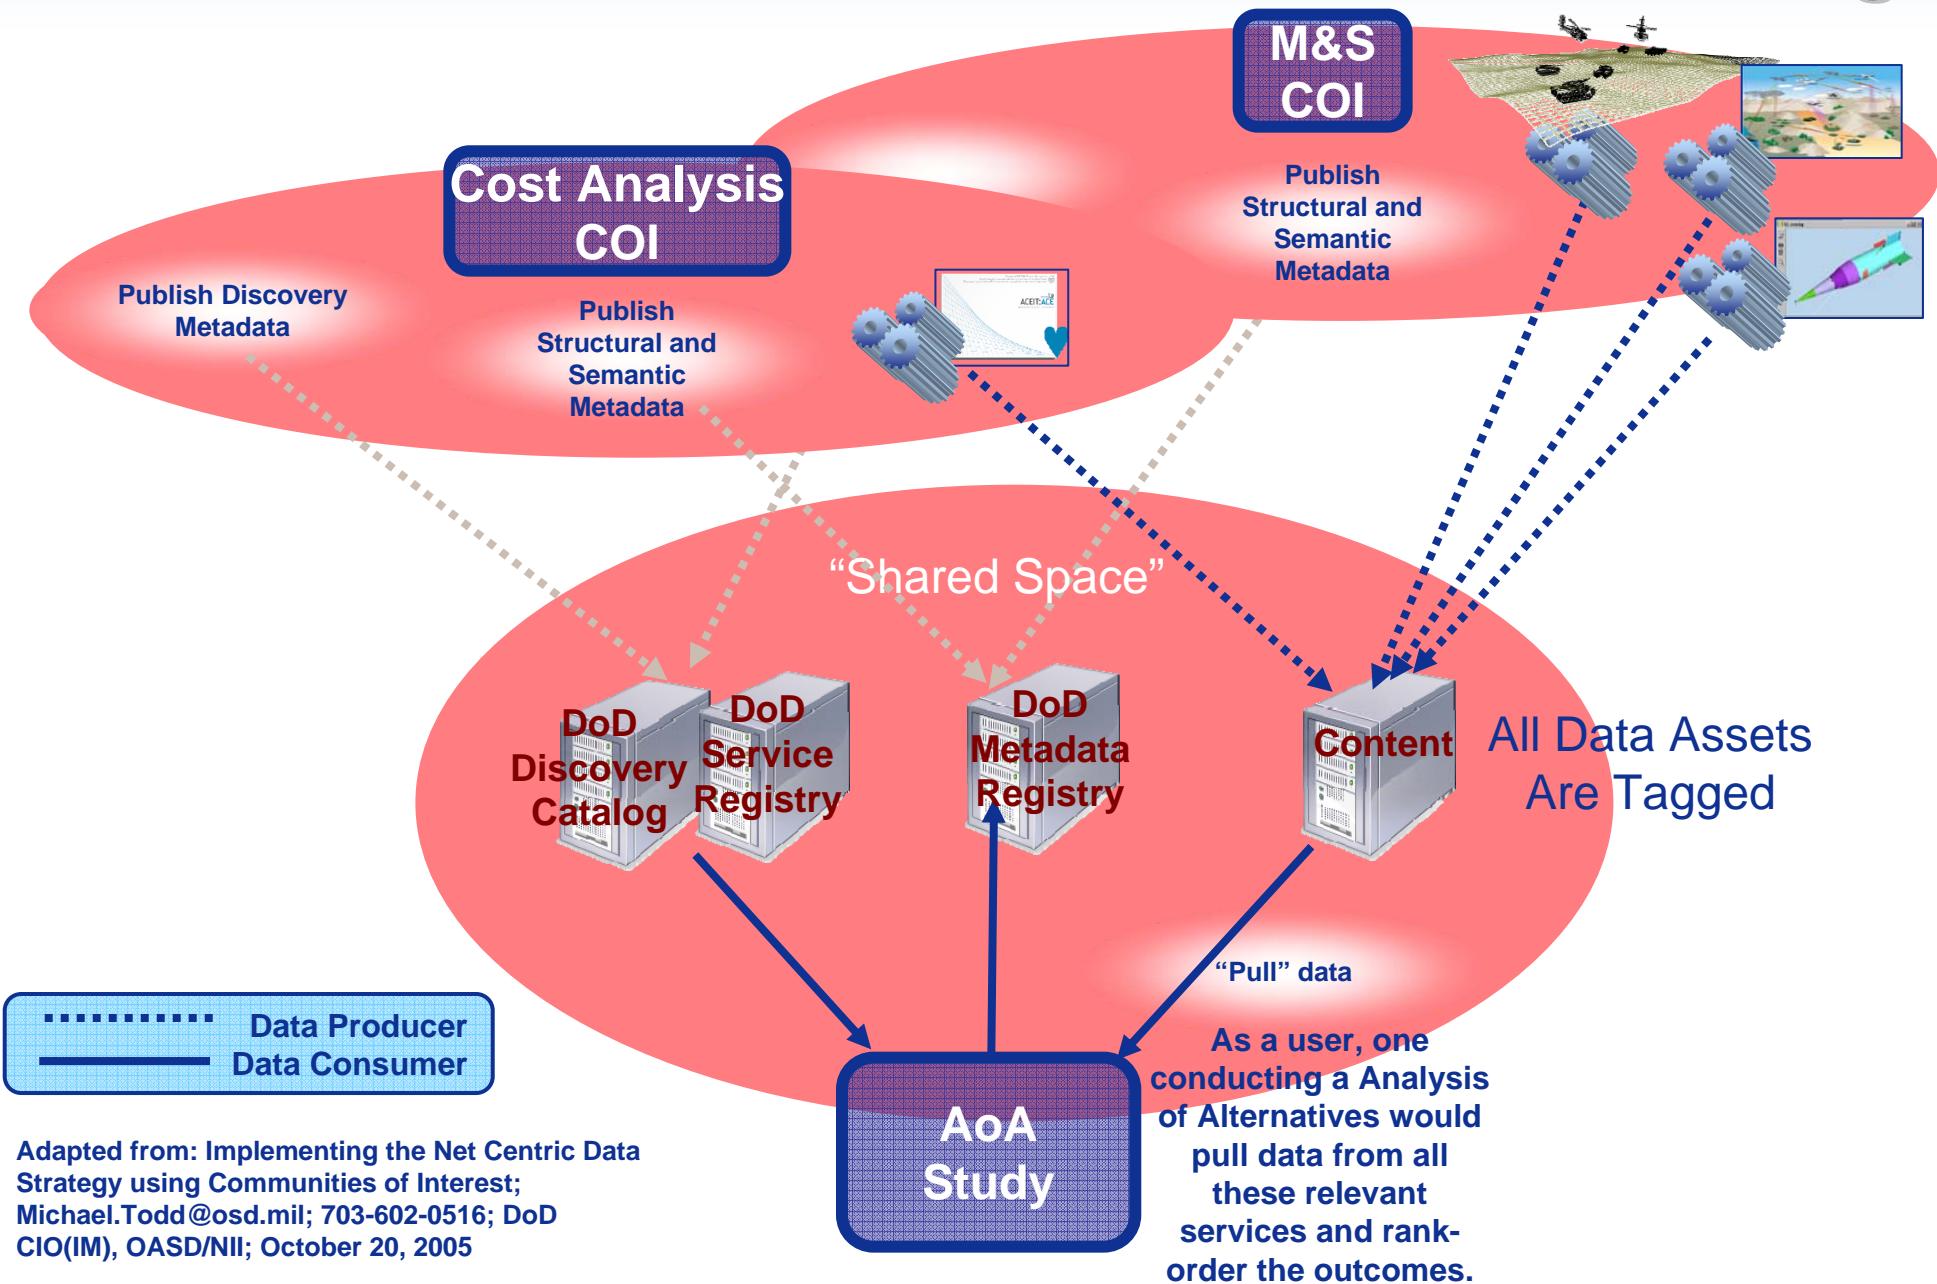 M&S
COI
Cost Analysis
COI
Publish
Structural and
Semantic
Metadata
Publish Discovery
Metadata
Publish
Structural and
Semantic
Metadata
ACEIT:ACE
“Shared Space”
DoD
Discovery
Catalog
DoD
Service
Registry
DoD
Metadata
Registry
Content
All Data Assets
Are Tagged
“Pull” data
Data Producer
Data Consumer
As a user, one
conducting a Analysis
of Alternatives would
pull data from all
these relevant
services and rank-
order the outcomes.
AoA
Study
Adapted from: Implementing the Net Centric Data
Strategy using Communities of Interest;
Michael.Todd@osd.mil; 703-602-0516; DoD
CIO(IM), OASD/NII; October 20, 2005